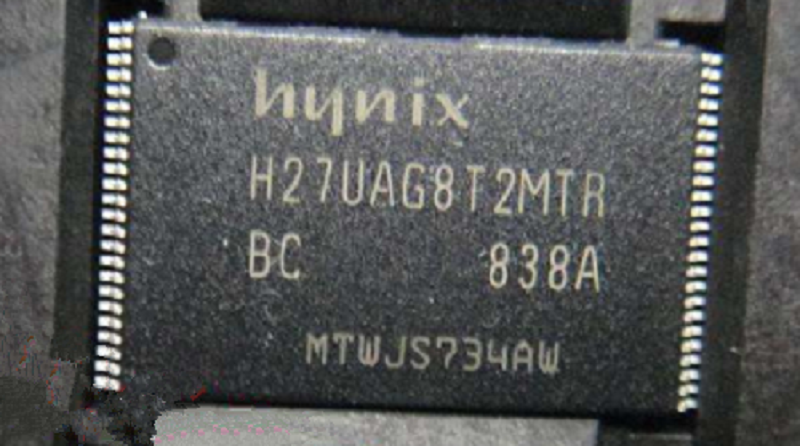 hynix
H27UAG8T2MTR
BC 838A
MTWJS734AW